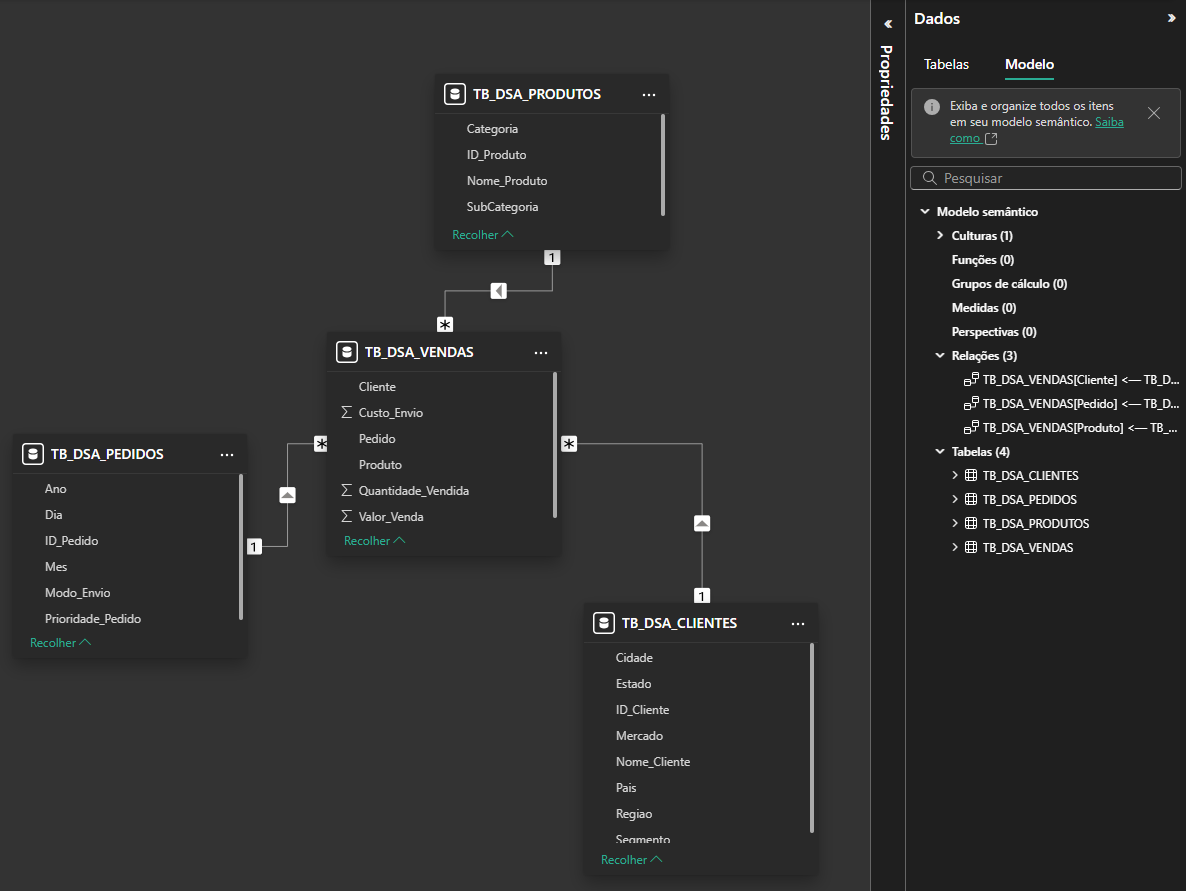 TB_DSA_PRODUTOS ...
Categoria
ID_Produto
Nome_Produto
SubCategoria
Recolher
1
*
TB_DSA_VENDAS ...
Cliente
Σ Custo_Envio
Pedido
Produto
Σ Quantidade_Vendida
Σ Valor_Venda
Recolher
*
*
TB_DSA_PEDIDOS ...
Ano
Dia
ID_Pedido
Mes
Modo_Envio
Prioridade_Pedido
Recolher
1
1
TB_DSA_CLIENTES ...
Cidade
Estado
ID_Cliente
Mercado
Nome_Cliente
Pais
Regiao
Segmento
Recolher
Propriedades
Dados
Tabelas Modelo
Exiba e organize todos os itens
em seu modelo semântico. Saiba
como
Pesquisar
Modelo semântico
Culturas (1)
Funções (0)
Grupos de cálculo (0)
Medidas (0)
Perspectivas (0)
Relações (3)
TB_DSA_VENDAS[Cliente] <— TB_D...
TB_DSA_VENDAS[Pedido] <— TB_D...
TB_DSA_VENDAS[Produto] <— TB_...
Tabelas (4)
TB_DSA_CLIENTES
TB_DSA_PEDIDOS
TB_DSA_PRODUTOS
TB_DSA_VENDAS